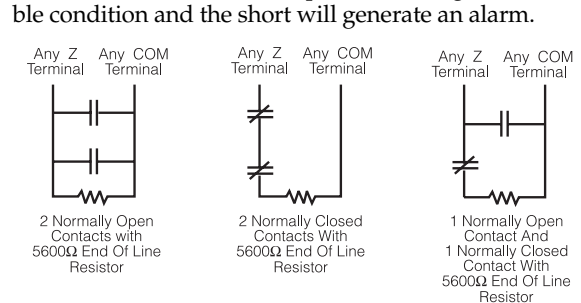 ble condition and the short will generate an alarm.
Any Z Terminal
Any COM Terminal
2 Normally Open
Contacts with
5600Ω End Of Line
Resistor
Any Z Terminal
Any COM Terminal
2 Normally Closed
Contacts With
5600Ω End Of Line
Resistor
Any Z Terminal
Any COM Terminal
1 Normally Open
Contact And
1 Normally Closed
Contact With
5600Ω End Of Line
Resistor